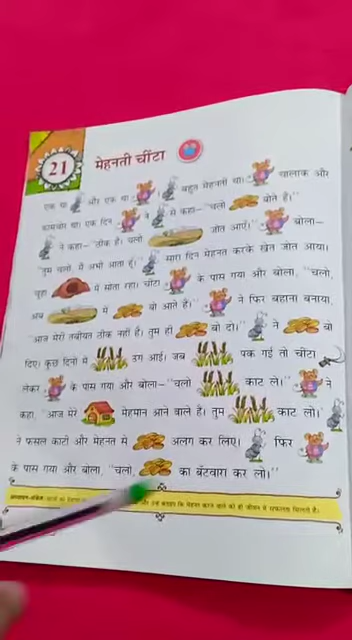 21
मेहनती चींटा
एक था और एक था बहुत मेहनती था। चालाक और
कामचोर था। एक दिन ने से कहा– "चलो बोते हैं।"
ने कहा– "ठीक है। चलो जोत आएँ।" बोला–
"तुम चलो, मैं अभी आता हूँ। सारा दिन मेहनत करके खेत जोत आया।
चूहा में सोता रहा। चींटा के पास गया और बोला, "चलो,
अब में बो आते हैं।" ने फिर बहाना बनाया,
आज मेरी तबीयत ठीक नहीं है। तुम ही बो दो। ने बो
दिए। कुछ दिनों में उग आईं। जब पक गईं तो चींटा
लेकर के पास गया और बोला– "चलो काट लें।" ने
कहा, "आज मेरे मेहमान आने वाले हैं। तुम काट लो।
ने फसल काटी और मेहनत से अलग कर लिए। फिर
के पास गया और बोला, "चलो, का बँटवारा कर लो।"